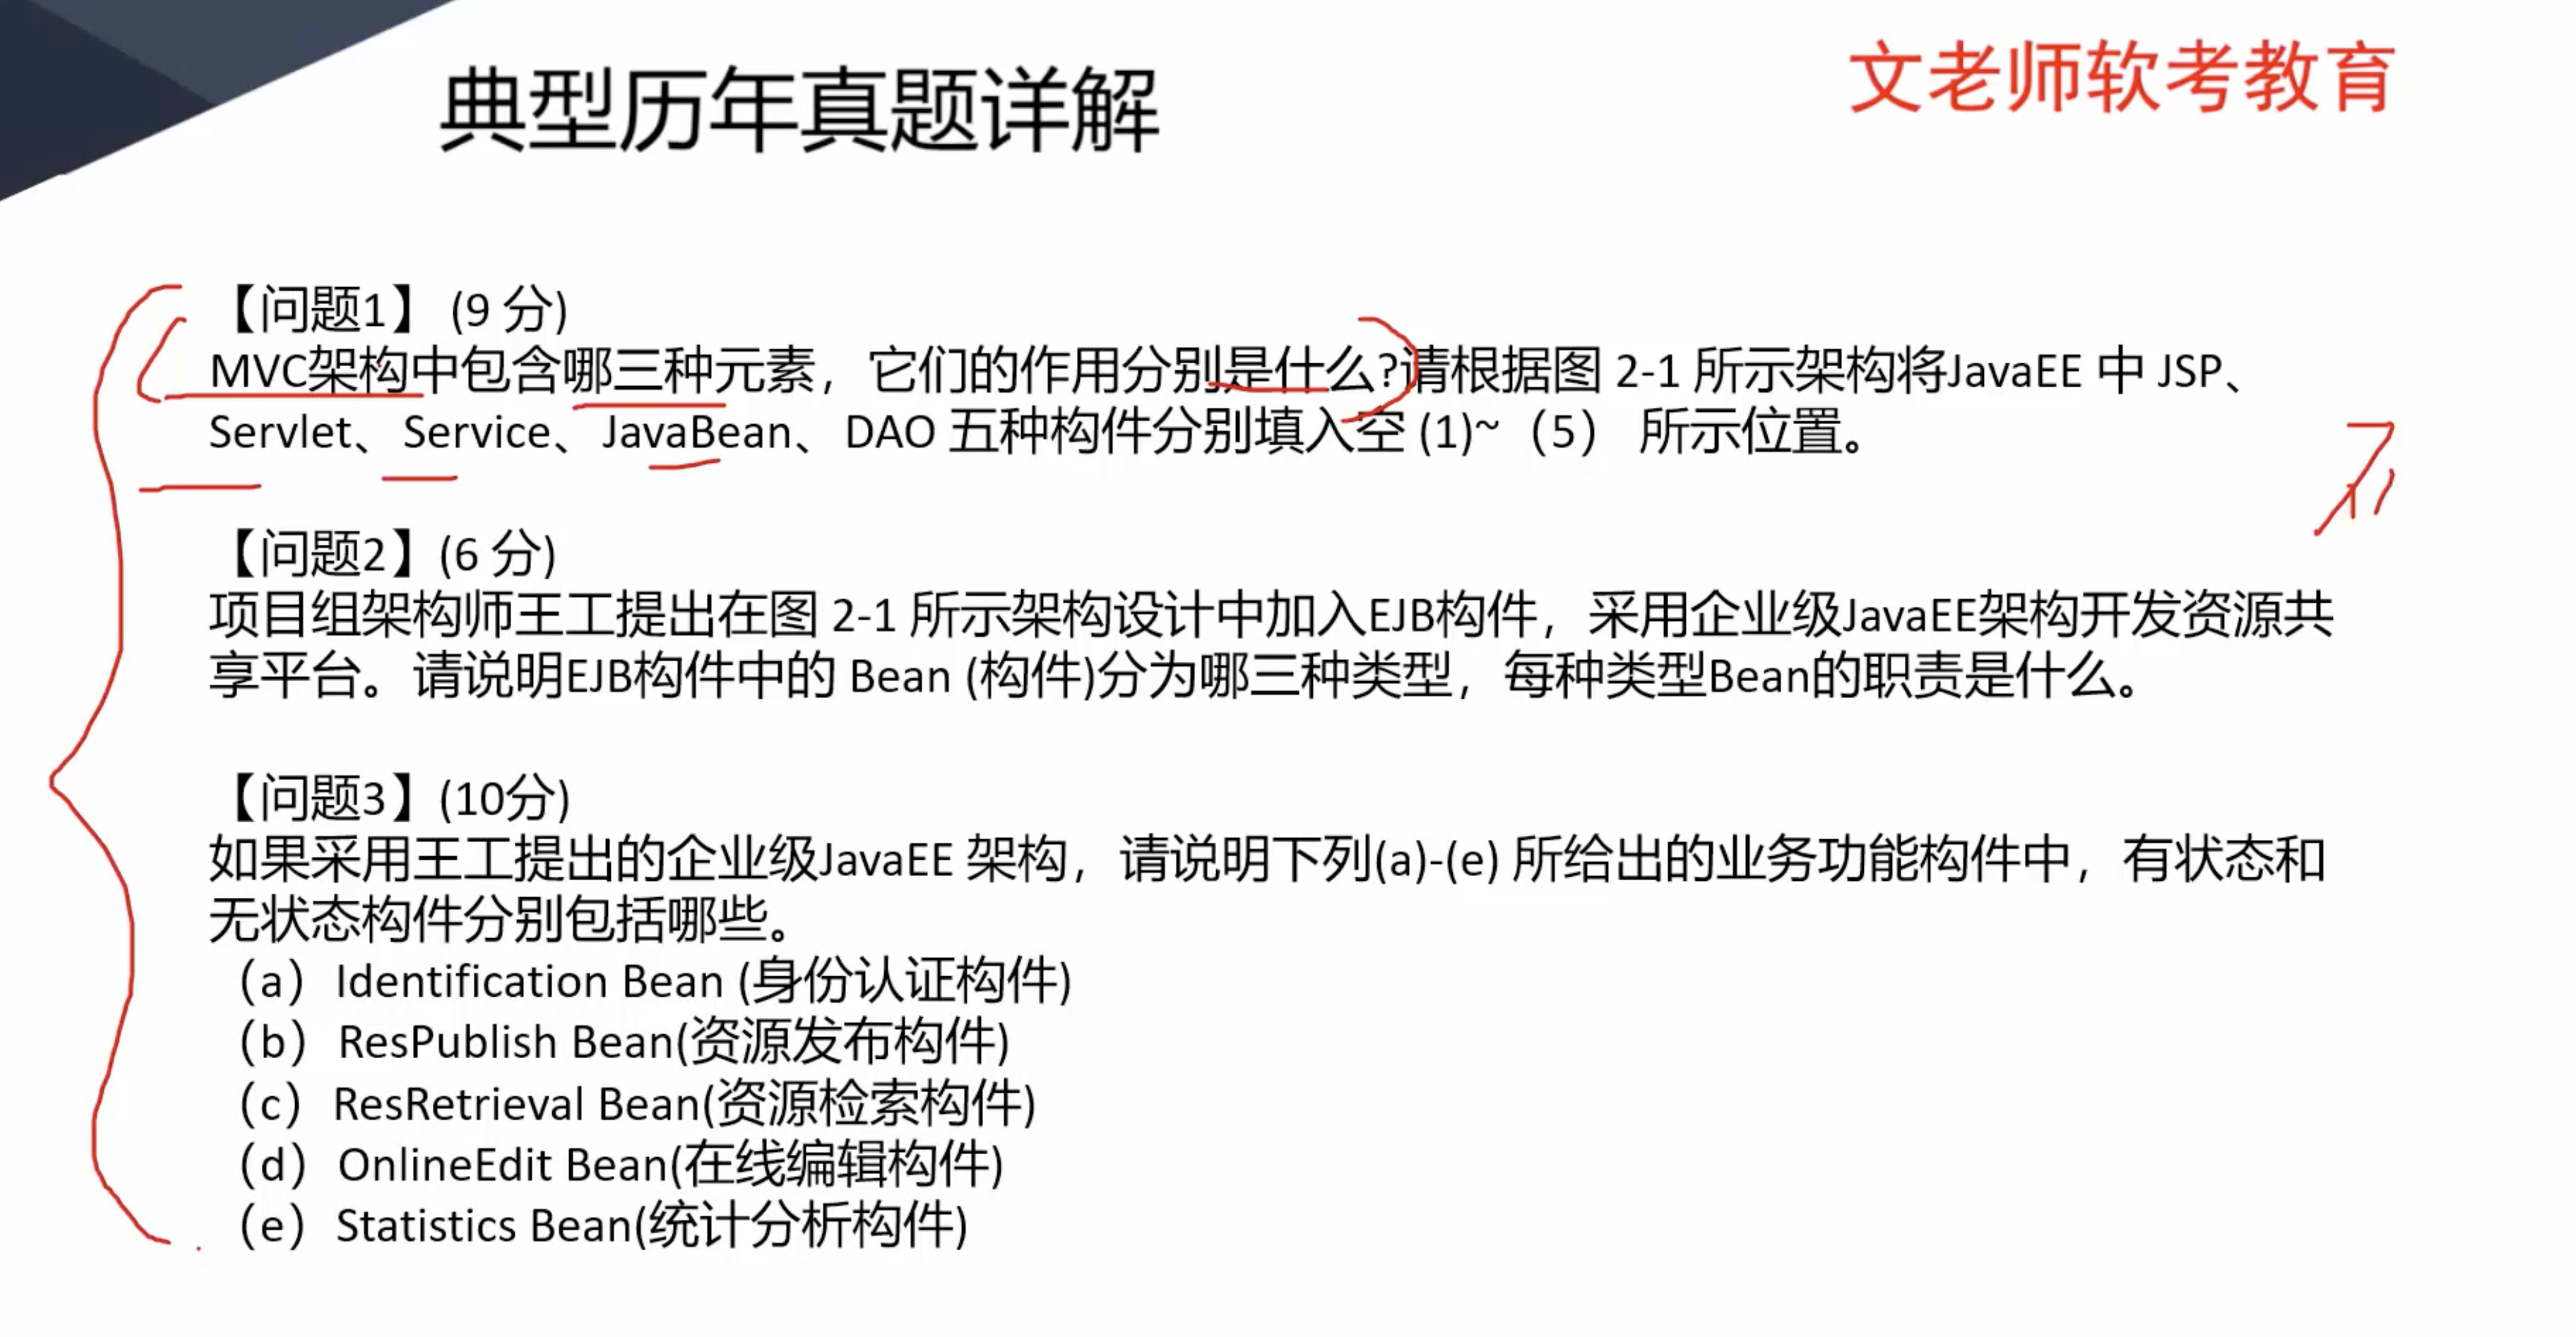 典型历年真题详解
文老师软考教育
【问题1】 (9 分)
MVC架构中包含哪三种元素，它们的作用分别是什么?请根据图 2-1 所示架构将JavaEE 中 JSP、
Servlet、Service、JavaBean、DAO 五种构件分别填入空 (1)~（5） 所示位置。
【问题2】(6 分)
项目组架构师王工提出在图 2-1 所示架构设计中加入EJB构件，采用企业级JavaEE架构开发资源共
享平台。请说明EJB构件中的 Bean (构件)分为哪三种类型，每种类型Bean的职责是什么。
【问题3】(10分)
如果采用王工提出的企业级JavaEE 架构，请说明下列(a)-(e) 所给出的业务功能构件中，有状态和
无状态构件分别包括哪些。
（a）Identification Bean (身份认证构件)
（b）ResPublish Bean(资源发布构件)
（c）ResRetrieval Bean(资源检索构件)
（d）OnlineEdit Bean(在线编辑构件)
（e）Statistics Bean(统计分析构件)